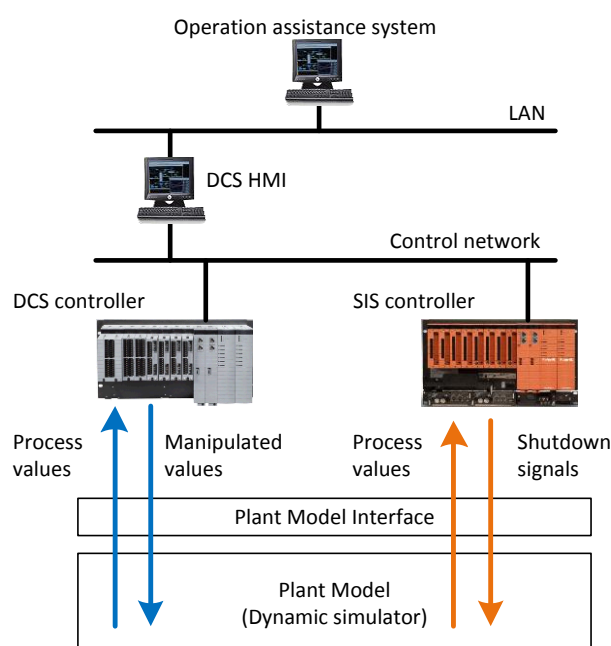 Operation assistance system
LAN
DCS HMI
Control network
DCS controller
SIS controller
Process
values
Manipulated
values
Process
values
Shutdown
signals
Plant Model Interface
Plant Model
(Dynamic simulator)